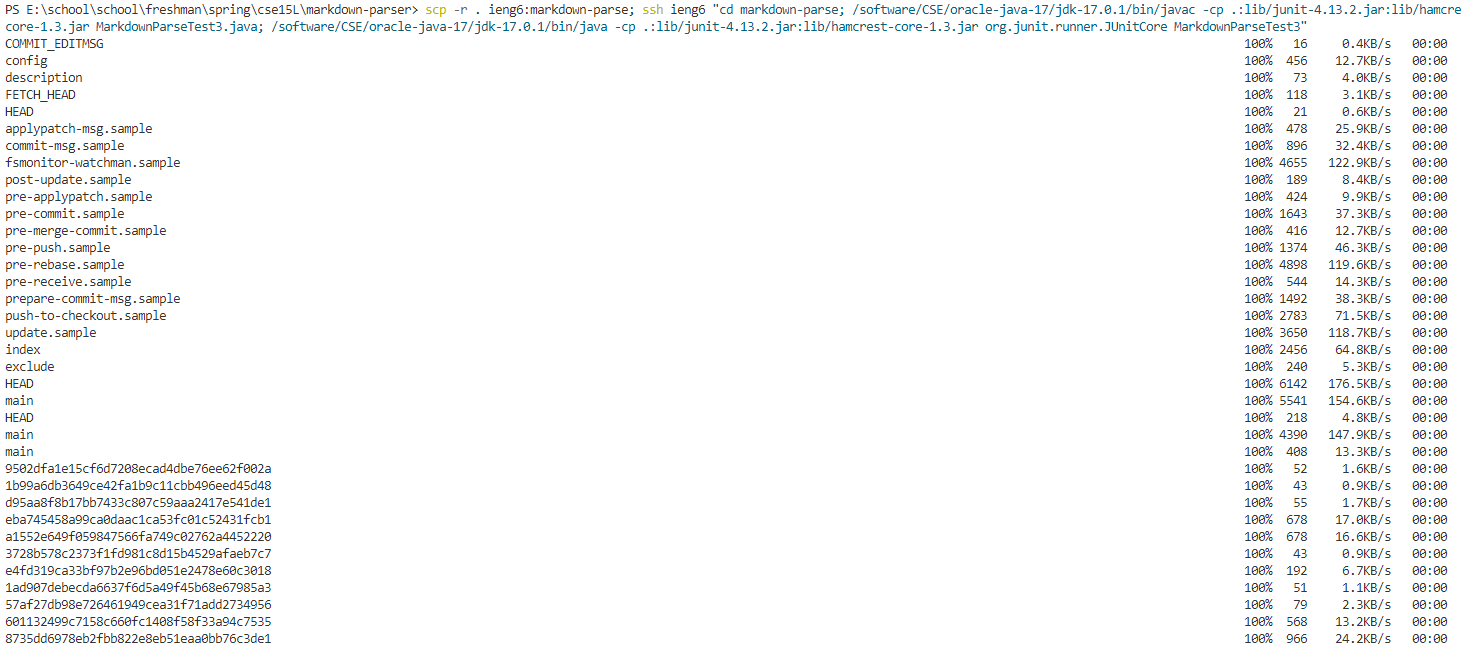 PS E:\school\school\freshman\spring\cse15L\markdown-parser> scp -r . ieng6:markdown-parse; ssh ieng6 "cd markdown-parse; /software/CSE/oracle-java-17/jdk-17.0.1/bin/javac -cp .:lib/junit-4.13.2.jar:lib/hamcre
core-1.3.jar MarkdownParseTest3.java; /software/CSE/oracle-java-17/jdk-17.0.1/bin/java -cp .:lib/junit-4.13.2.jar:lib/hamcrest-core-1.3.jar org.junit.runner.JUnitCore MarkdownParseTest3"
COMMIT_EDITMSG 100% 16 0.4KB/s 00:00
config 100% 456 12.7KB/s 00:00
description 100% 73 4.0KB/s 00:00
FETCH_HEAD 100% 118 3.1KB/s 00:00
HEAD 100% 21 0.6KB/s 00:00
applypatch-msg.sample 100% 478 25.9KB/s 00:00
commit-msg.sample 100% 896 32.4KB/s 00:00
fsmonitor-watchman.sample 100% 4655 122.9KB/s 00:00
post-update.sample 100% 189 8.4KB/s 00:00
pre-applypatch.sample 100% 424 9.9KB/s 00:00
pre-commit.sample 100% 1643 37.3KB/s 00:00
pre-merge-commit.sample 100% 416 12.7KB/s 00:00
pre-push.sample 100% 1374 46.3KB/s 00:00
pre-rebase.sample 100% 4898 119.6KB/s 00:00
pre-receive.sample 100% 544 14.3KB/s 00:00
prepare-commit-msg.sample 100% 1492 38.3KB/s 00:00
push-to-checkout.sample 100% 2783 71.5KB/s 00:00
update.sample 100% 3650 118.7KB/s 00:00
index 100% 2456 64.8KB/s 00:00
exclude 100% 240 5.3KB/s 00:00
HEAD 100% 6142 176.5KB/s 00:00
main 100% 5541 154.6KB/s 00:00
HEAD 100% 218 4.8KB/s 00:00
main 100% 4390 147.9KB/s 00:00
main 100% 408 13.3KB/s 00:00
9502dfa1e15cf6d7208ecad4dbe76ee62f002a 100% 52 1.6KB/s 00:00
1b99a6db3649ce42fa1b9c11cbb496eed45d48 100% 43 0.9KB/s 00:00
d95aa8f8b17bb7433c807c59aaa2417e541de1 100% 55 1.7KB/s 00:00
eba745458a99ca0daac1ca53fc01c52431fcb1 100% 678 17.0KB/s 00:00
a1552e649f059847566fa749c02762a4452220 100% 678 16.6KB/s 00:00
3728b578c2373f1fd981c8d15b4529afaeb7c7 100% 43 0.9KB/s 00:00
e4fd319ca33bf97b2e96bd051e2478e60c3018 100% 192 6.7KB/s 00:00
1ad907debecda6637f6d5a49f45b68e67985a3 100% 51 1.1KB/s 00:00
57af27db98e726461949cea31f71add2734956 100% 79 2.3KB/s 00:00
601132499c7158c660fc1408f58f33a94c7535 100% 568 13.2KB/s 00:00
8735dd6978eb2fbb822e8eb51eaa0bb76c3de1 100% 966 24.2KB/s 00:00